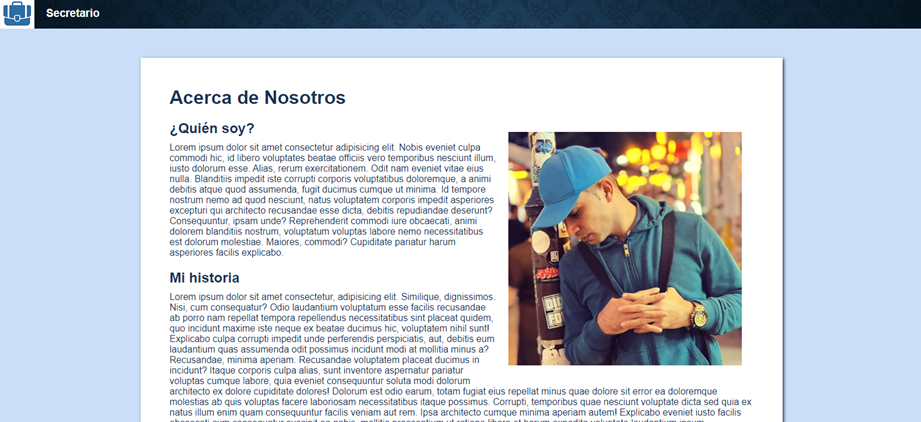 Secretario
Acerca de Nosotros
¿Quién soy?
Lorem ipsum dolor sit amet consectetur adipisicing elit. Nobis eveniet culpa
commodi hic, id libero voluptates beatae officiis vero temporibus nesciunt illum,
iusto dolorum esse. Alias, rerum exercitationem. Odit nam eveniet vitae eius
nulla. Blanditiis impedit iste corrupti corporis voluptatibus doloremque, a animi
debitis atque quod assumenda, fugit ducimus cumque ut minima. Id tempore
nostrum nemo ad quod nesciunt, natus voluptatem corporis impedit asperiores
excepturi qui architecto recusandae esse dicta, debitis repudiandae deserunt?
Consequuntur, ipsam unde? Reprehenderit commodi iure obcaecati, animi
dolorem blanditiis nostrum, voluptatum voluptas labore nemo necessitatibus
est dolorum molestiae. Maiores, commodi? Cupiditate pariatur harum
asperiores facilis explicabo.
Mi historia
Lorem ipsum dolor sit amet consectetur, adipisicing elit. Similique, dignissimos.
Nisi, cum consequatur? Odio laudantium voluptatum esse facilis recusandae
ab porro nam repellat tempora repellendus necessitatibus sint placeat quidem,
quo incidunt maxime iste neque ex beatae ducimus hic, voluptatem nihil sunt!
Explicabo culpa corrupti impedit unde perferendis perspiciatis, aut, debitis eum
laudantium quas assumenda odit possimus incidunt modi at mollitia minus a?
Recusandae, minima aperiam. Recusandae voluptatem placeat ducimus in
incidunt? Itaque corporis culpa alias, sunt inventore aspernatur pariatur
voluptas cumque labore, quia eveniet consequuntur soluta modi dolorum
architecto ex dolore cupiditate dolores! Dolorum est odio earum, totam fugiat eius repellat minus quae dolore sit error ea doloremque
molestias ab quis voluptas facere laboriosam necessitatibus itaque possimus. Corrupti, temporibus quae nesciunt voluptate dicta sed quia ex
natus illum enim quam consequuntur facilis veniam aut rem. Ipsa architecto cumque minima aperiam autem! Explicabo eveniet iusto facilis